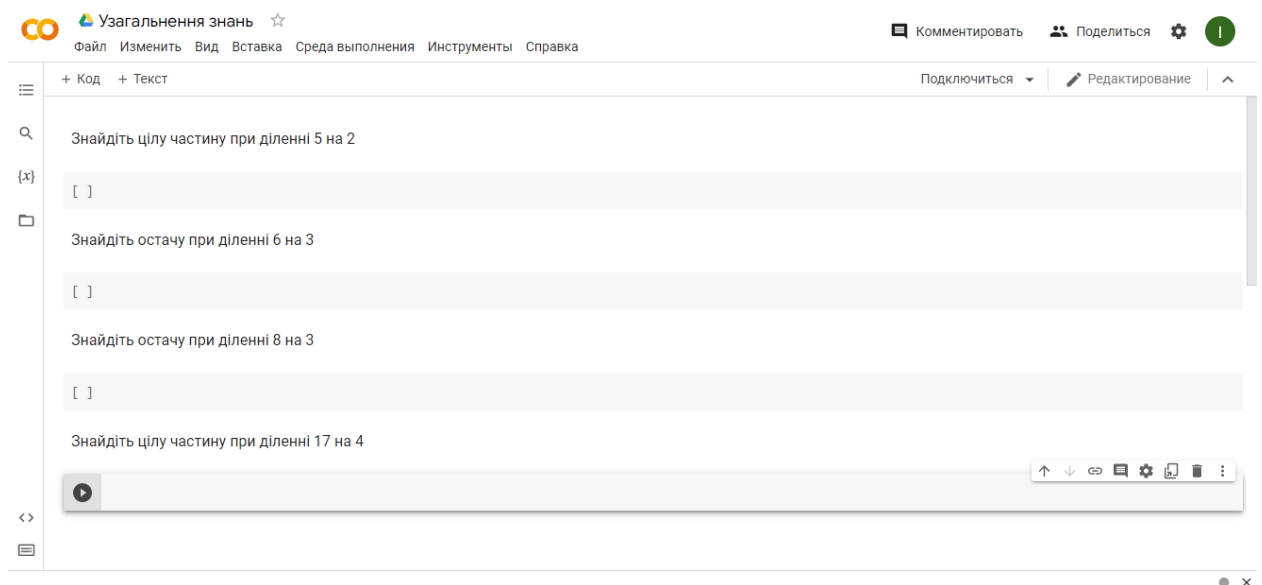 CO Узагальнення знань
Файл Изменить Вид Вставка Среда выполнения Инструменты Справка
Комментировать Поделиться I
+ Код + Текст
Подключиться Редактирование
Знайдіть цілу частину при діленні 5 на 2
[ ]
Знайдіть остачу при діленні 6 на 3
[ ]
Знайдіть остачу при діленні 8 на 3
[ ]
Знайдіть цілу частину при діленні 17 на 4
{x}
<>